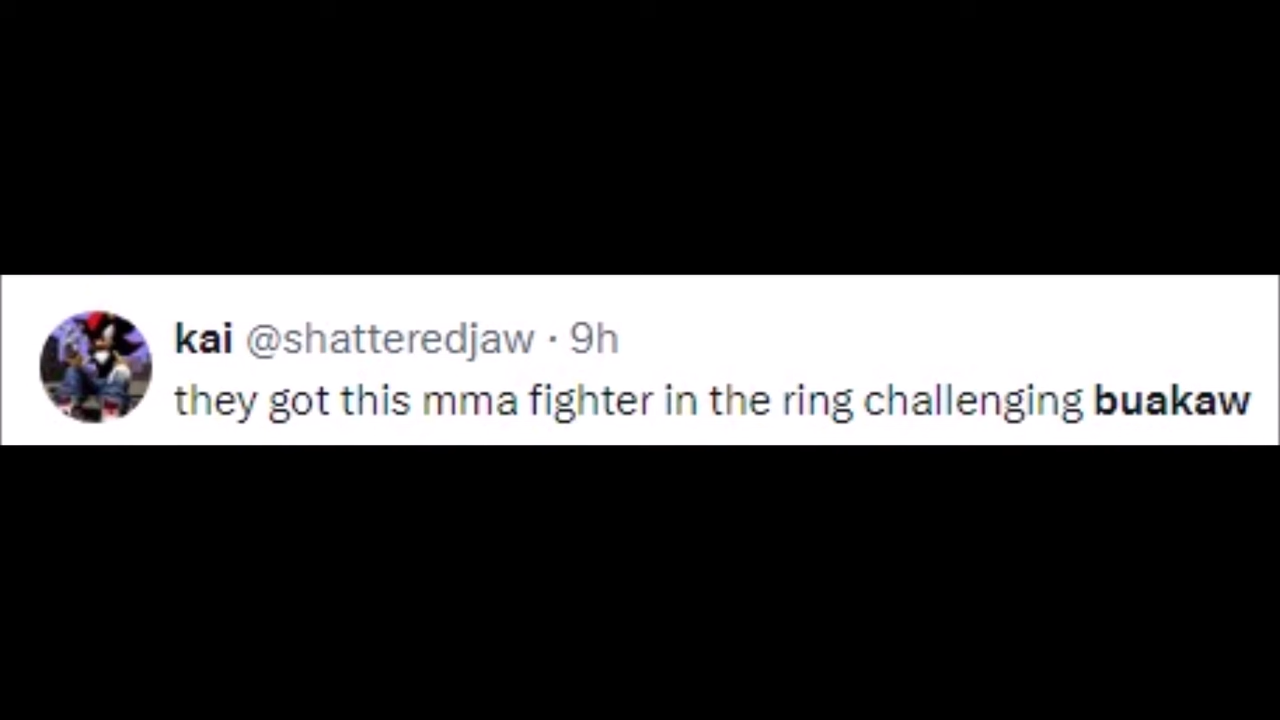 kai @shatteredjaw · 9h
they got this mma fighter in the ring challenging buakaw